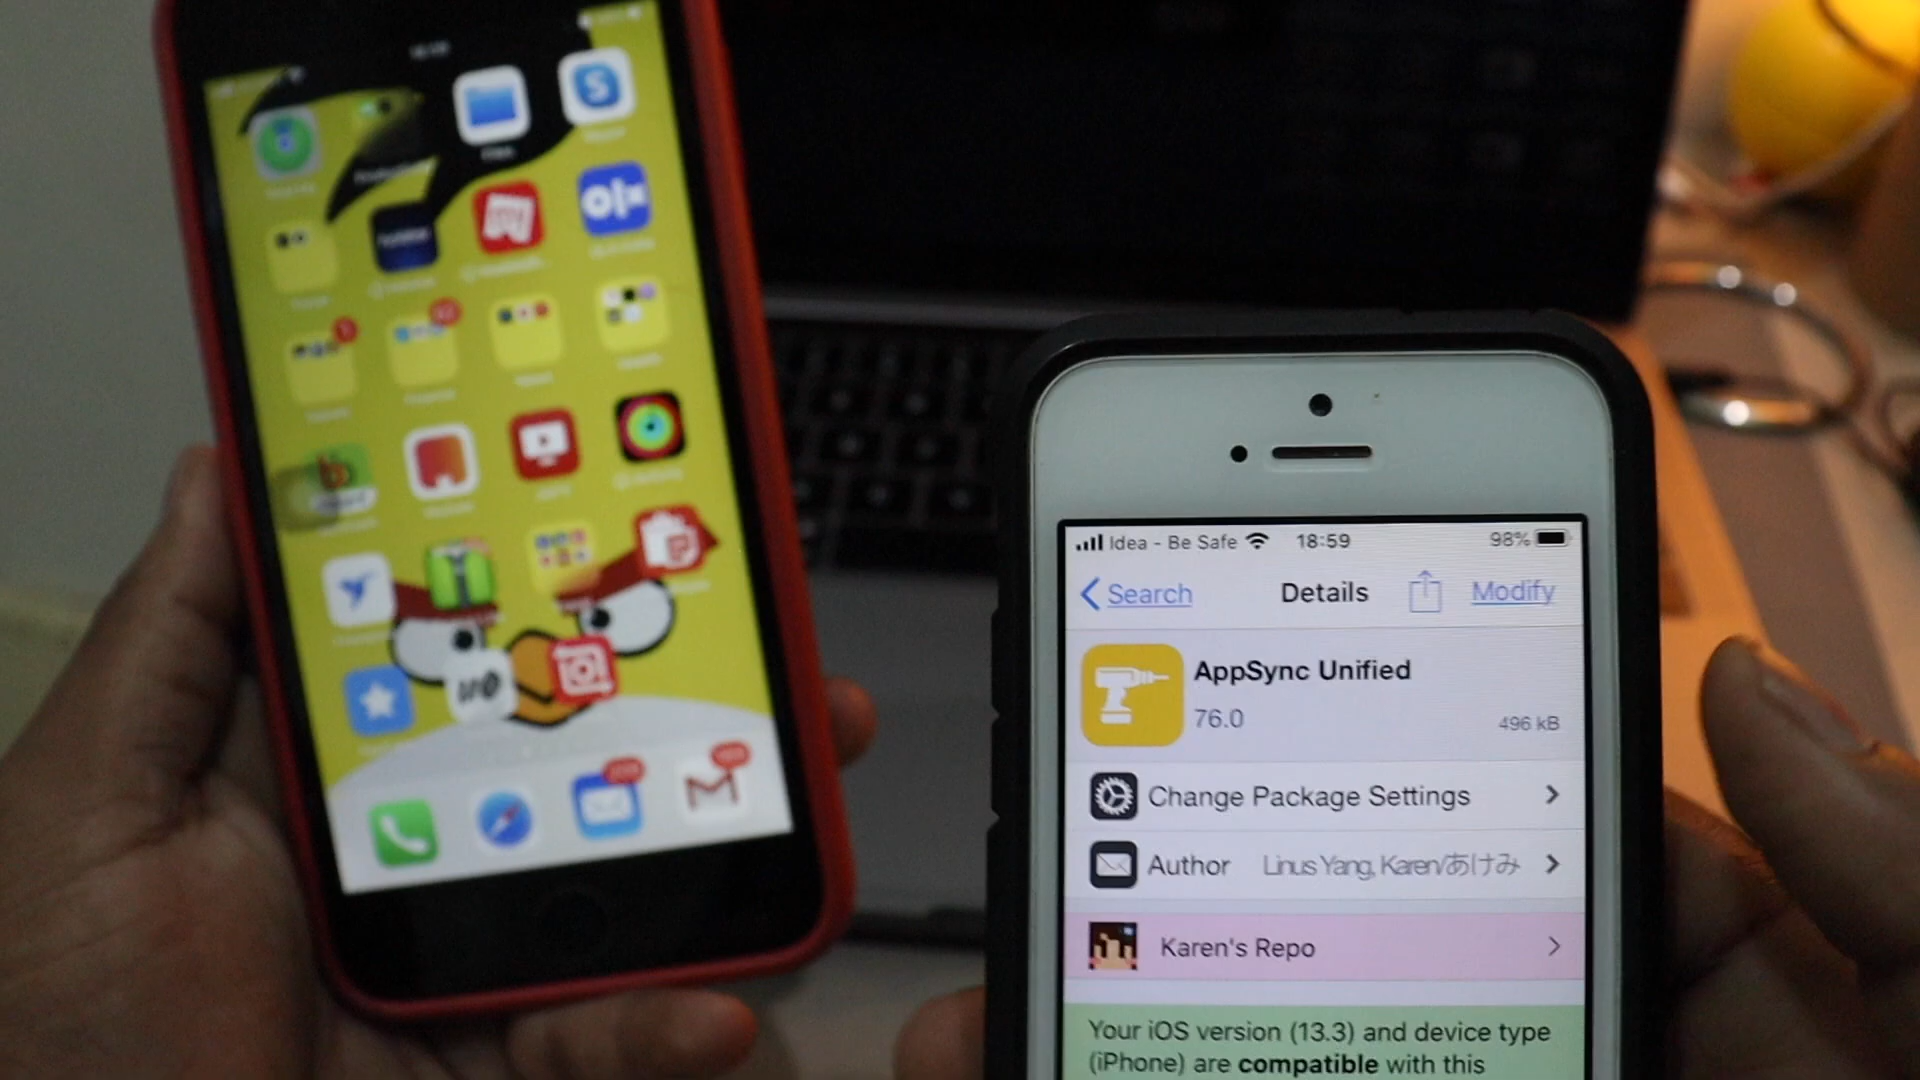 S
olx
Idea - Be Safe 18:59 98%
Search Details Modify
AppSync Unified
76.0 496 kB
Change Package Settings
Author Linus Yang, Karen/あけみ
Karen's Repo
Your iOS version (13.3) and device type
(iPhone) are compatible with this